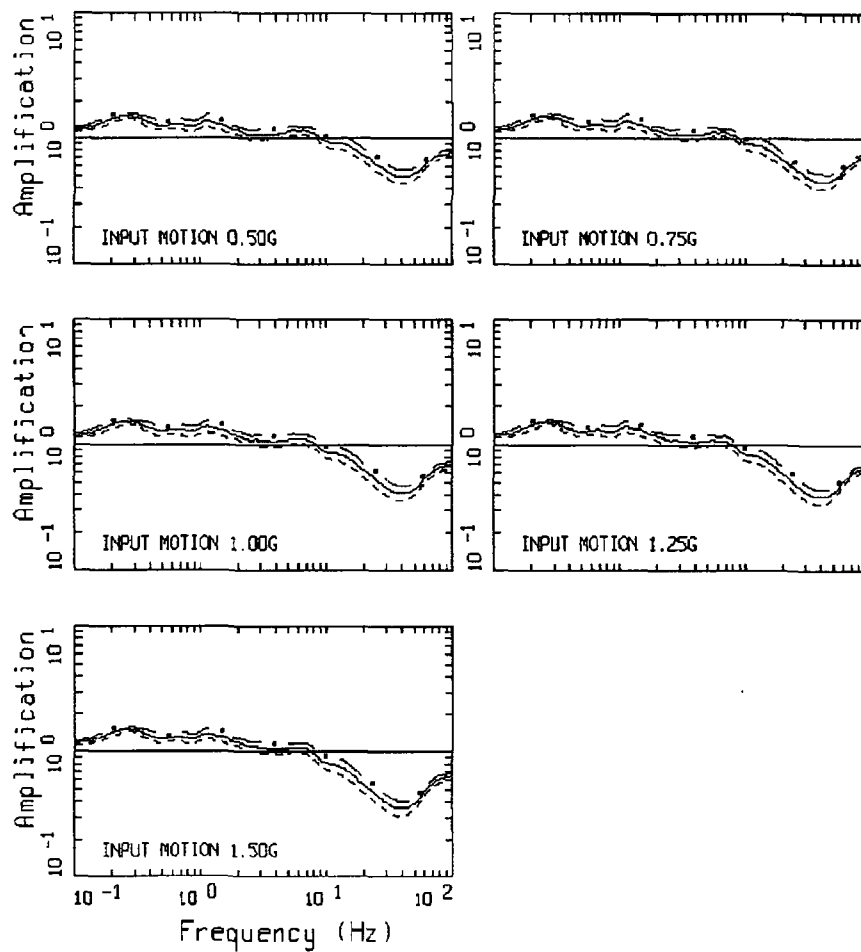 Amplification
10^1
10^0
10^-1
INPUT MOTION 0.50G
10^1
10^0
10^-1
INPUT MOTION 0.75G
Amplification
10^1
10^0
10^-1
INPUT MOTION 1.00G
10^1
10^0
10^-1
INPUT MOTION 1.25G
Amplification
10^1
10^0
10^-1
INPUT MOTION 1.50G
10^-1 10^0 10^1 10^2
Frequency (Hz)